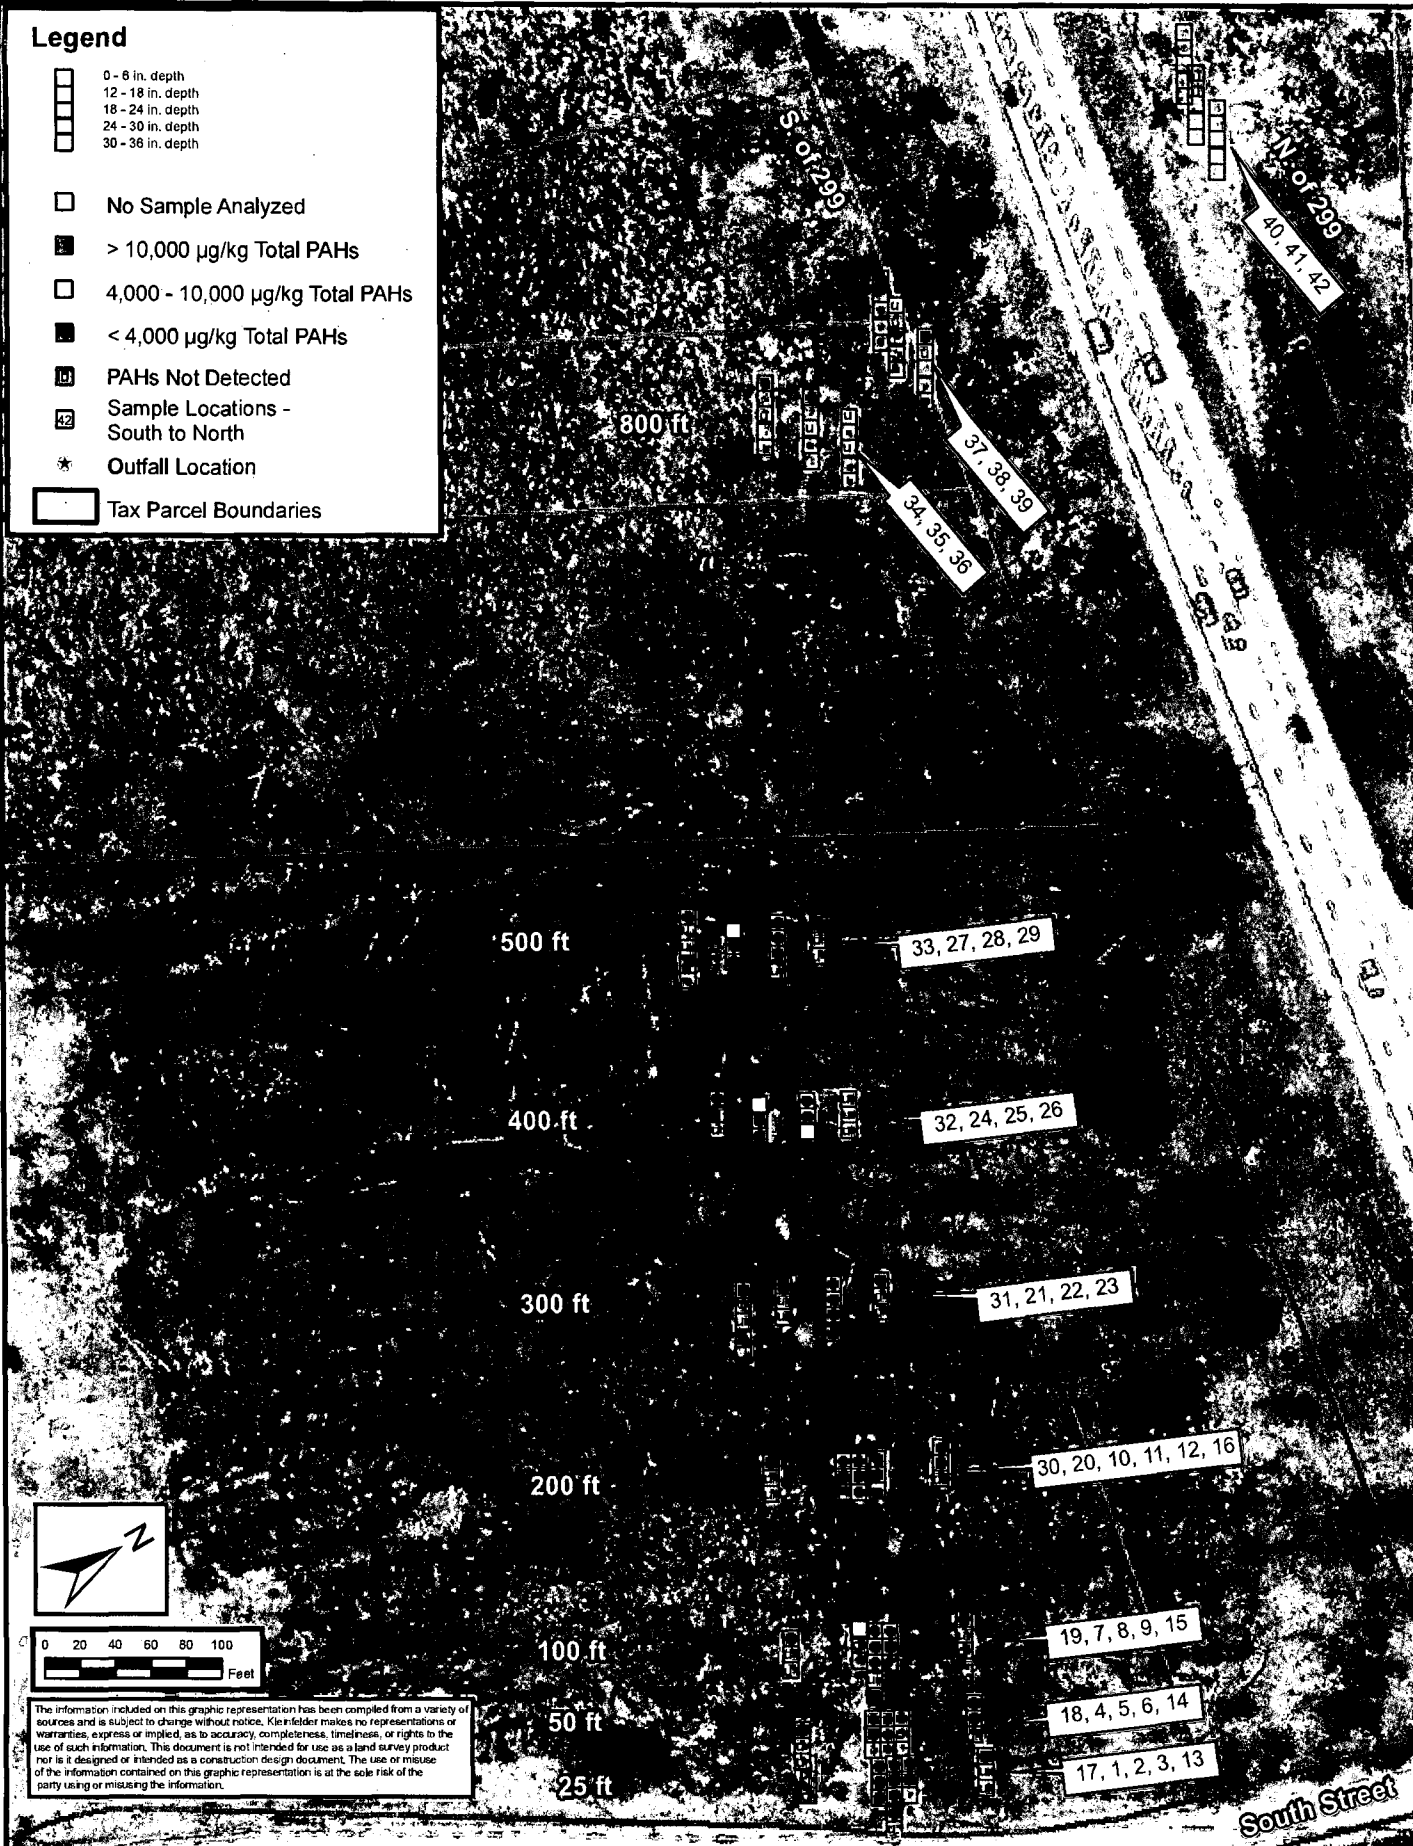 Legend
0 - 6 in. depth
12 - 18 in. depth
18 - 24 in. depth
24 - 30 in. depth
30 - 36 in. depth
No Sample Analyzed
> 10,000 µg/kg Total PAHs
4,000 - 10,000 µg/kg Total PAHs
< 4,000 µg/kg Total PAHs
PAHs Not Detected
42
Sample Locations -
South to North
Outfall Location
Tax Parcel Boundaries
S of 299
N. of 299
40, 41, 42
800 ft
37, 38, 39
34, 35, 36
500 ft
33, 27, 28, 29
400 ft
32, 24, 25, 26
300 ft
31, 21, 22, 23
200 ft
30, 20, 10, 11, 12, 16
N
100 ft
19, 7, 8, 9, 15
0 20 40 60 80 100
Feet
50 ft
18, 4, 5, 6, 14
25 ft
17, 1, 2, 3, 13
South Street
The information included on this graphic representation has been compiled from a variety of
sources and is subject to change without notice. Kleinfelder makes no representations or
warranties, express or implied, as to accuracy, completeness, timeliness, or rights to the
use of such information. This document is not intended for use as a land survey product
nor is it designed or intended as a construction design document. The use or misuse
of the information contained on this graphic representation is at the sole risk of the
party using or misusing the information.